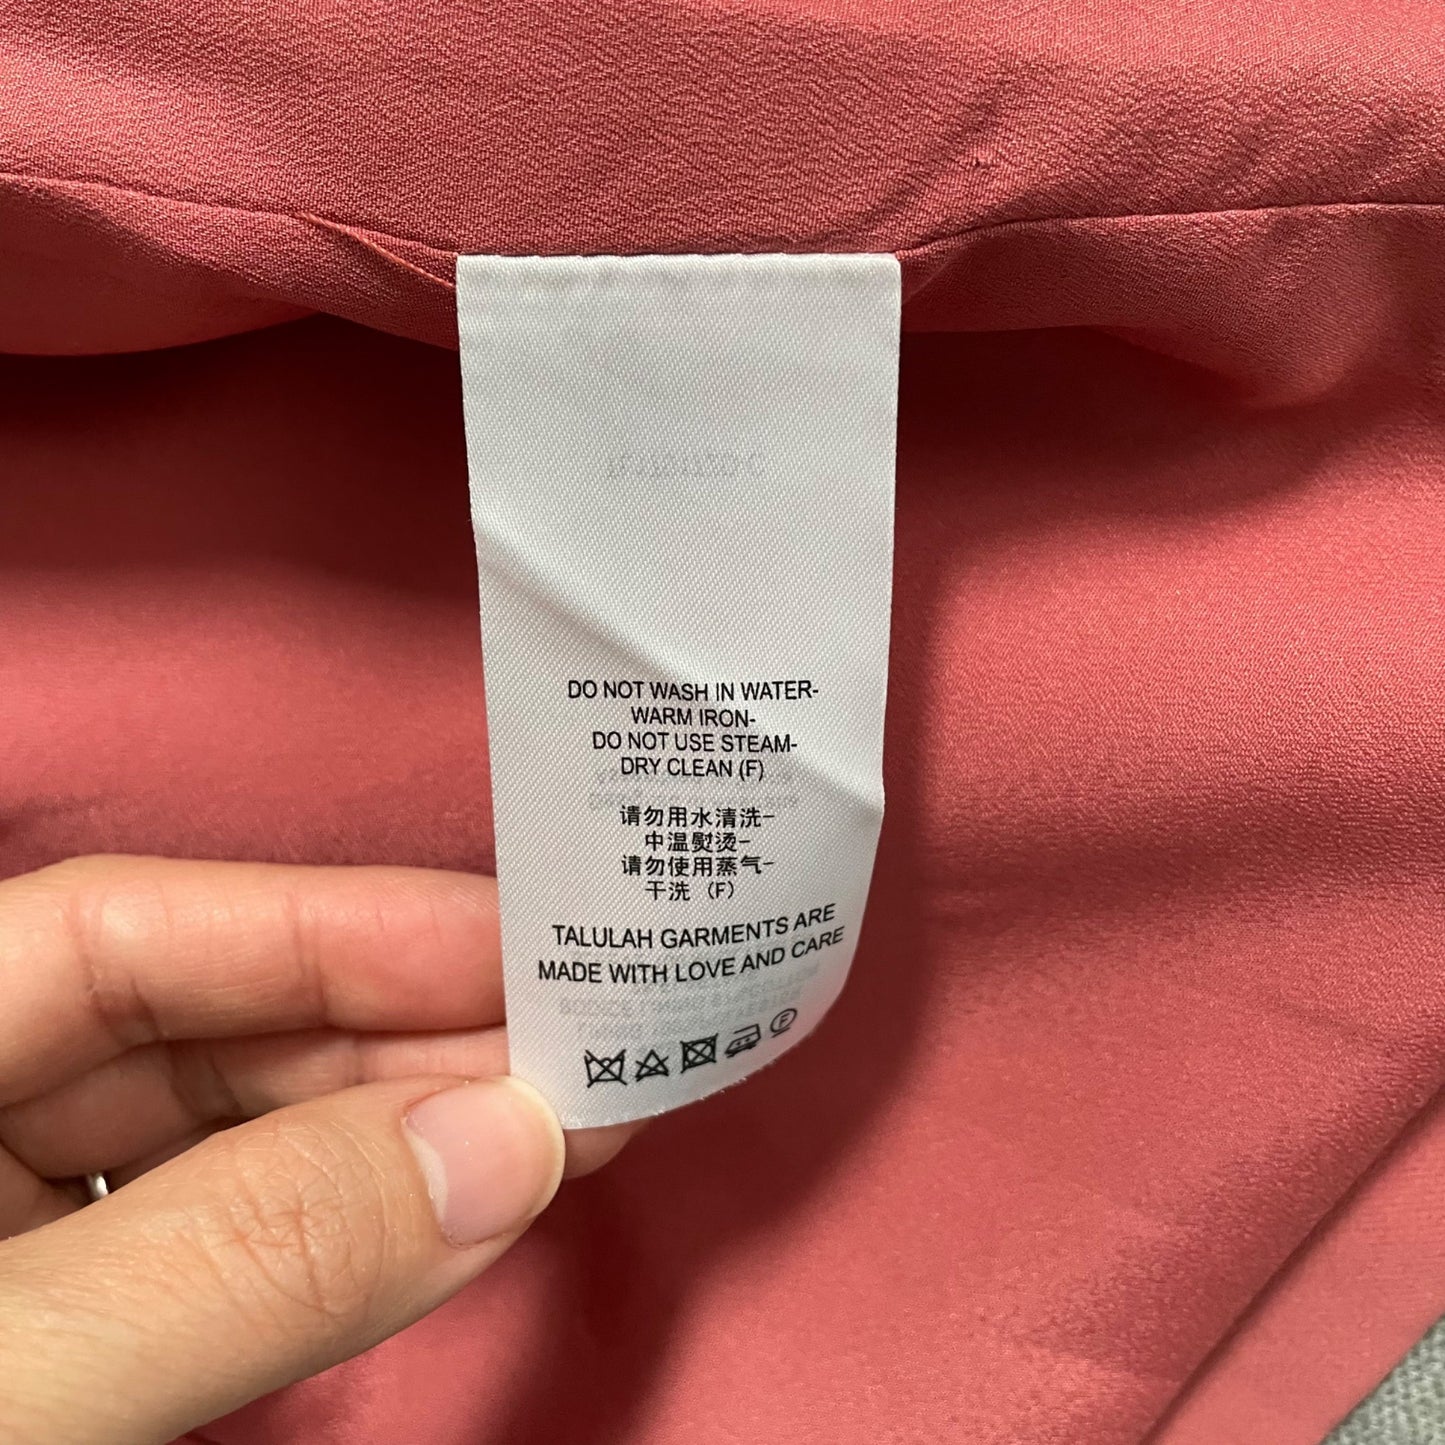 DO NOT WASH IN WATER-
WARM IRON-
DO NOT USE STEAM-
DRY CLEAN (F)
请勿用水清洗-
中温熨烫-
请勿使用蒸气-
干洗 (F)
TALULAH GARMENTS ARE
MADE WITH LOVE AND CARE
F